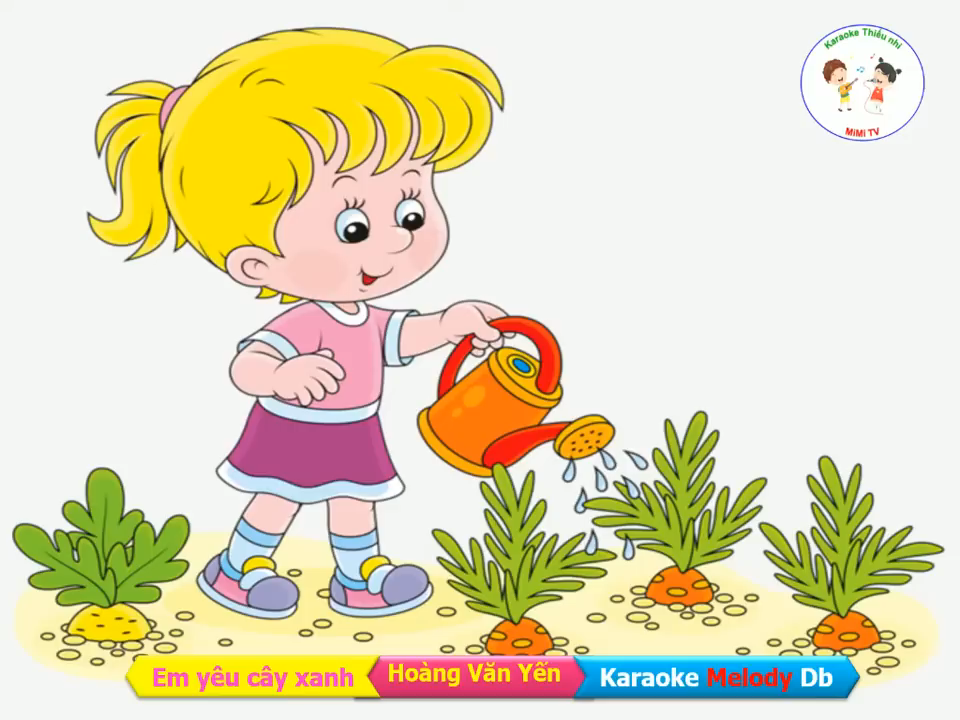 Karaoke Thiếu nhi
MiMi TV
Em yêu cây xanh
Hoàng Văn Yến
Karaoke Melody Db